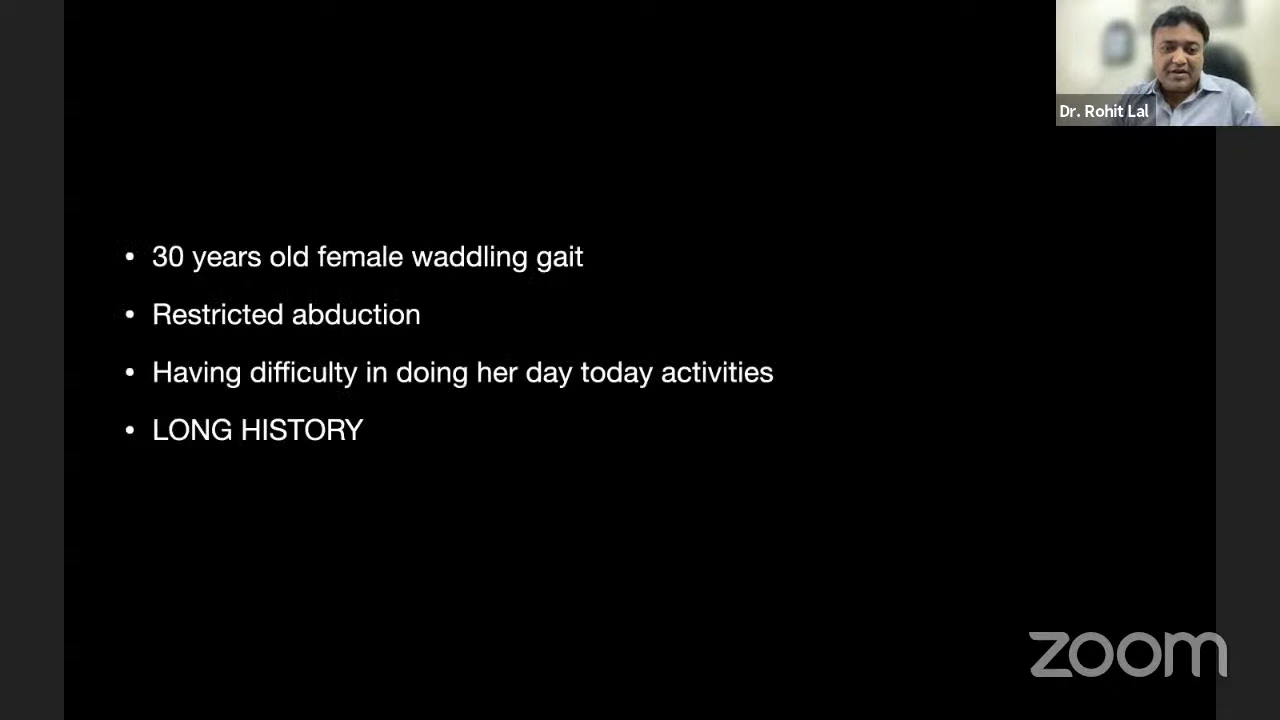 Dr. Rohit Lal
• 30 years old female waddling gait
• Restricted abduction
• Having difficulty in doing her day today activities
• LONG HISTORY
zoom